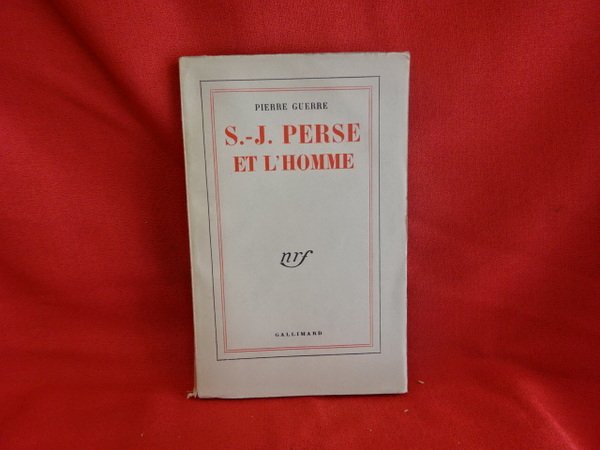 PIERRE GUERRE
S.-J. PERSE
ET L'HOMME
nrf
GALLIMARD